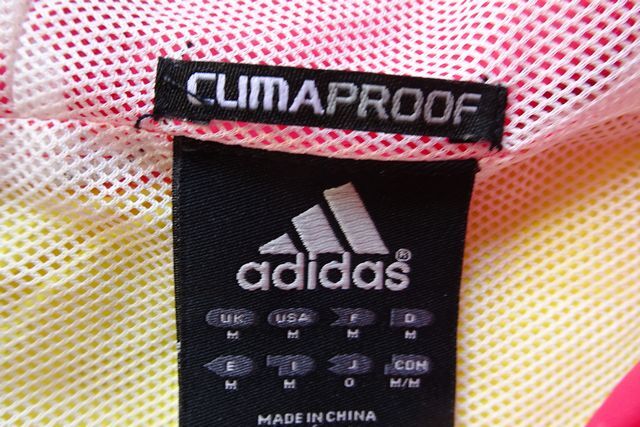 CLIMAPROOF
adidas®
UK USA F D
M M M M
E I J CDN
M M O M/M
MADE IN CHINA